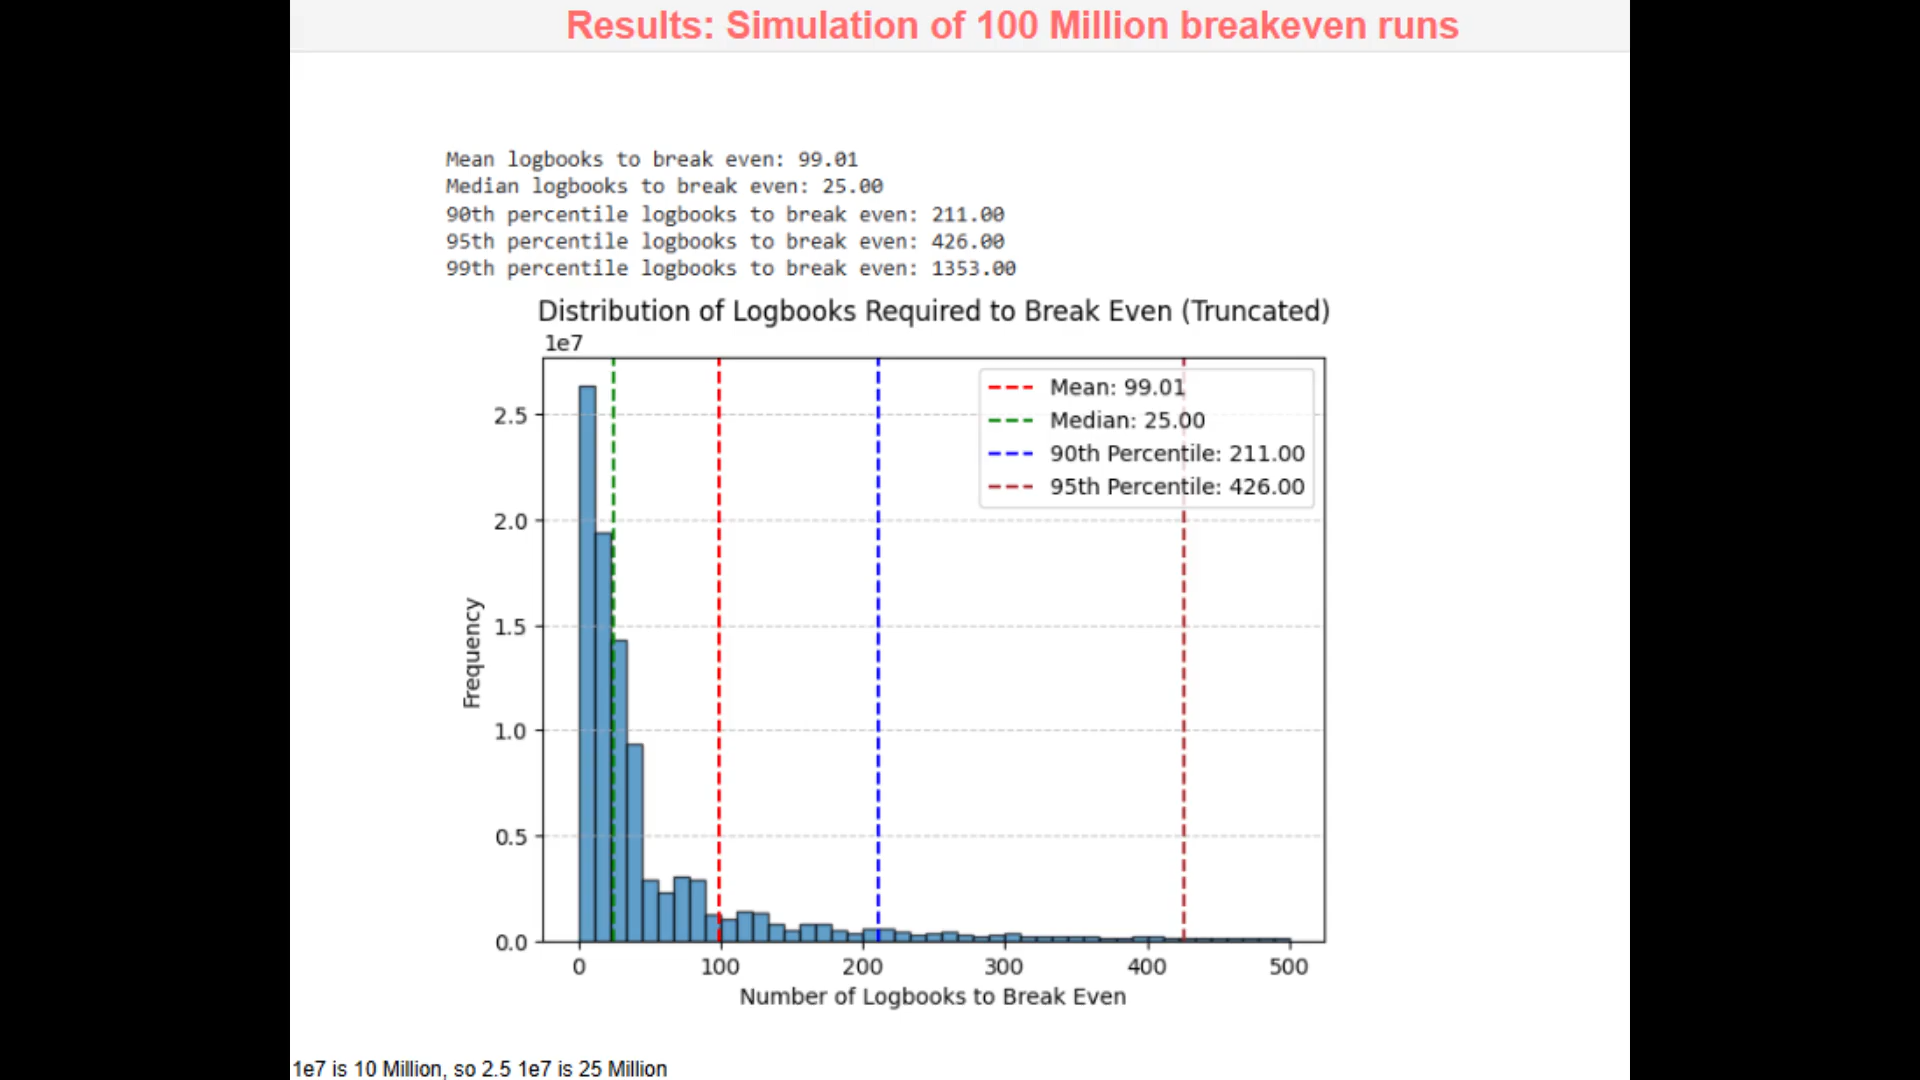 Results: Simulation of 100 Million breakeven runs
Mean logbooks to break even: 99.01
Median logbooks to break even: 25.00
90th percentile logbooks to break even: 211.00
95th percentile logbooks to break even: 426.00
99th percentile logbooks to break even: 1353.00
Distribution of Logbooks Required to Break Even (Truncated)
1e7
Mean: 99.01
Median: 25.00
90th Percentile: 211.00
95th Percentile: 426.00
2.5
2.0
1.5
1.0
0.5
0.0
Frequency
0 100 200 300 400 500
Number of Logbooks to Break Even
1e7 is 10 Million, so 2.5 1e7 is 25 Million